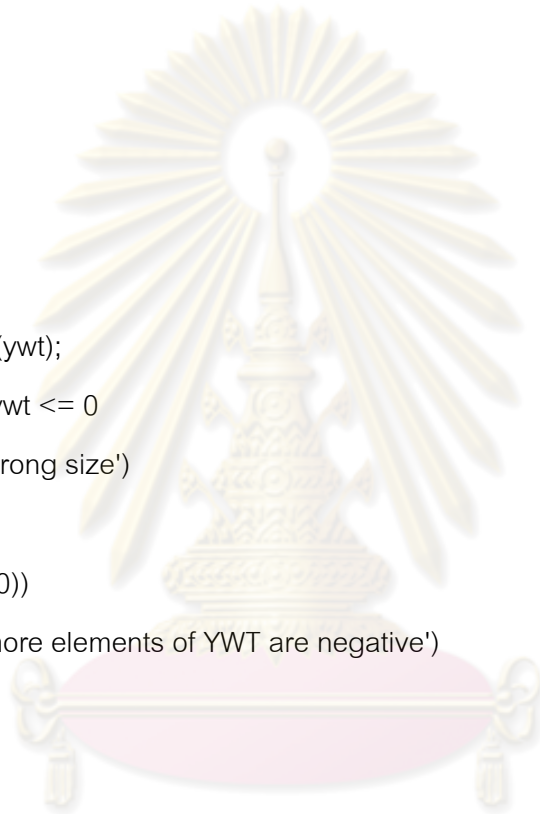 (ywt);
ywt <= 0
rong size')
0))
nore elements of YWT are negative')